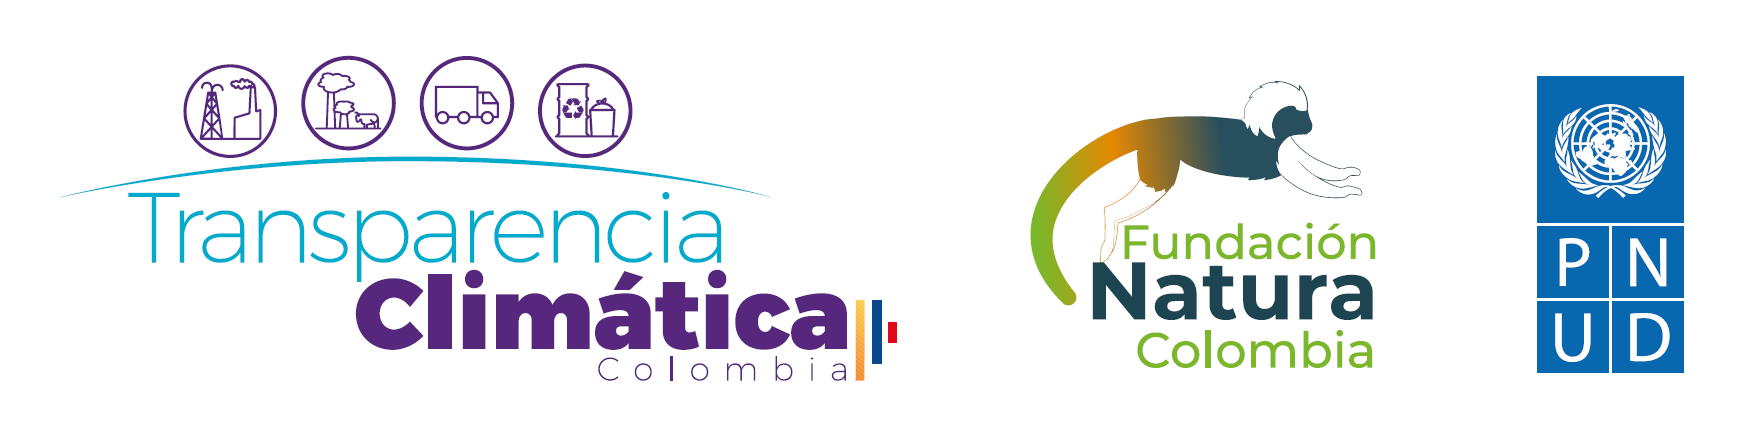 Transparencia
Climática
Colombia
Fundación
Natura
Colombia
P N
U D